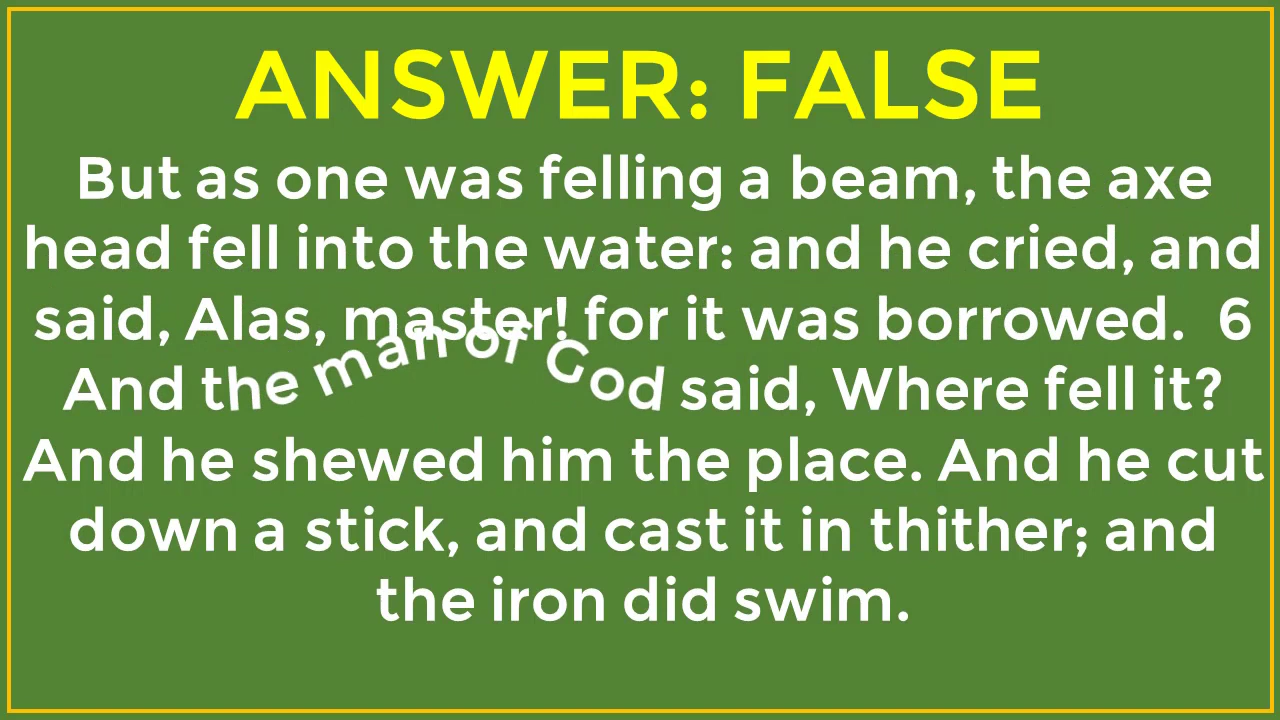 ANSWER: FALSE
But as one was felling a beam, the axe
head fell into the water: and he cried, and
said, Alas, master! for it was borrowed.  6
And the man of God said, Where fell it?
And he shewed him the place. And he cut
down a stick, and cast it in thither; and
the iron did swim.